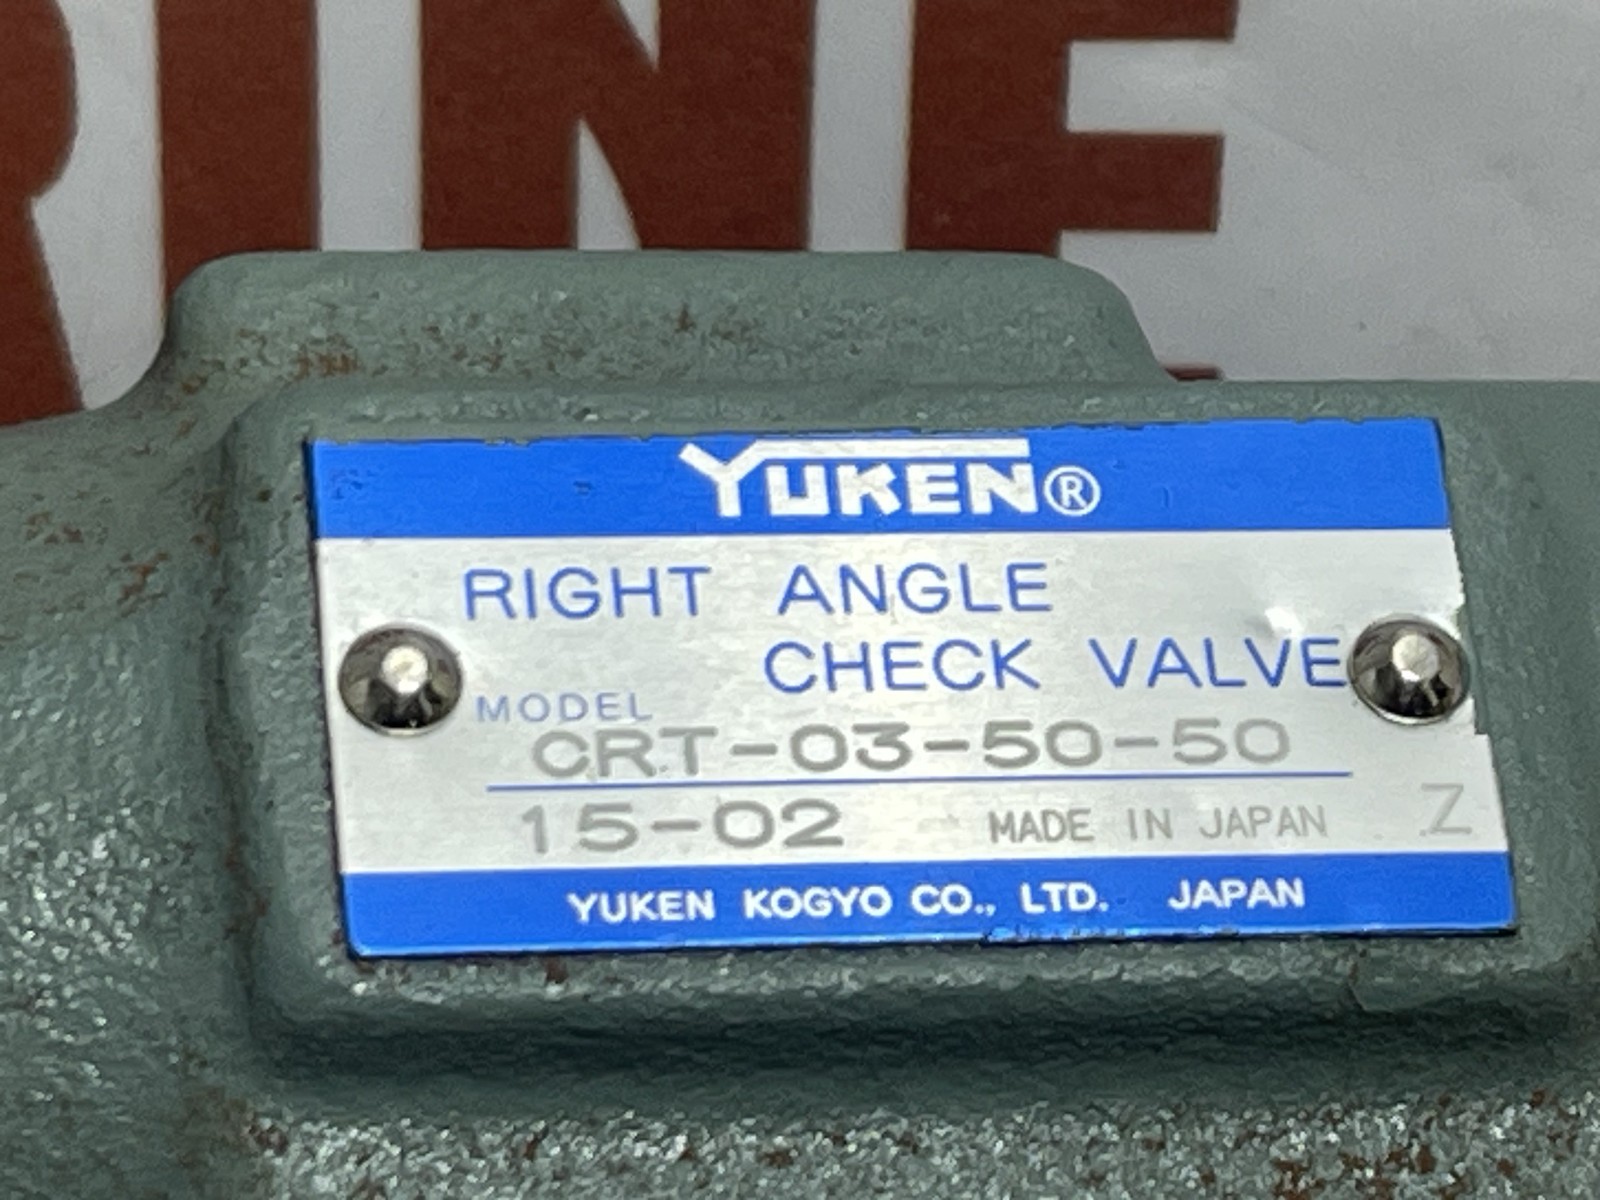 RINE
YUKEN®
RIGHT ANGLE
CHECK VALVE
MODEL
CRT-03-50-50
15-02 MADE IN JAPAN Z
YUKEN KOGYO CO., LTD. JAPAN